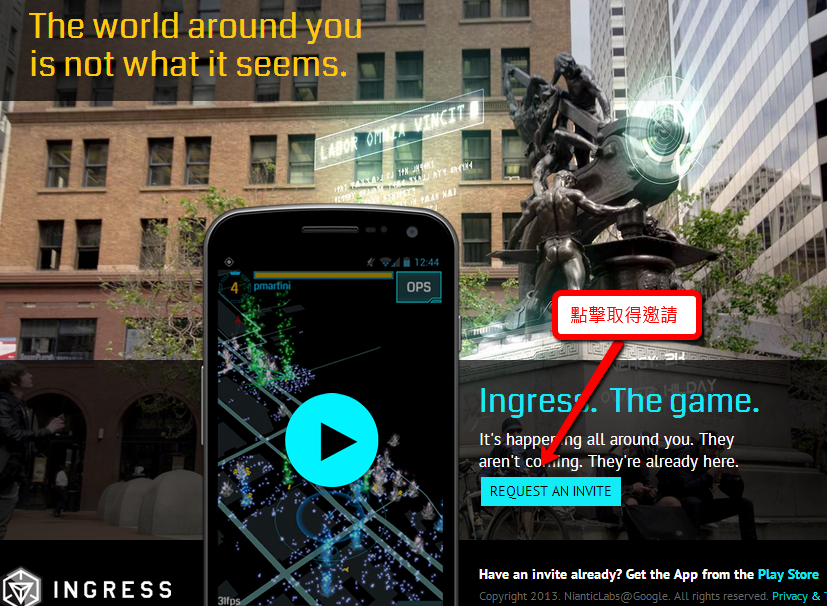 The world around you
is not what it seems.
LABOR OMNIA VINCIT
12:44
4
pmartini
OPS
點擊取得邀請
Ingress. The game.
It's happening all around you. They
aren't coming. They're already here.
REQUEST AN INVITE
31fps
INGRESS
Have an invite already? Get the App from the Play Store
Copyright 2013. NianticLabs@Google. All rights reserved. Privacy &